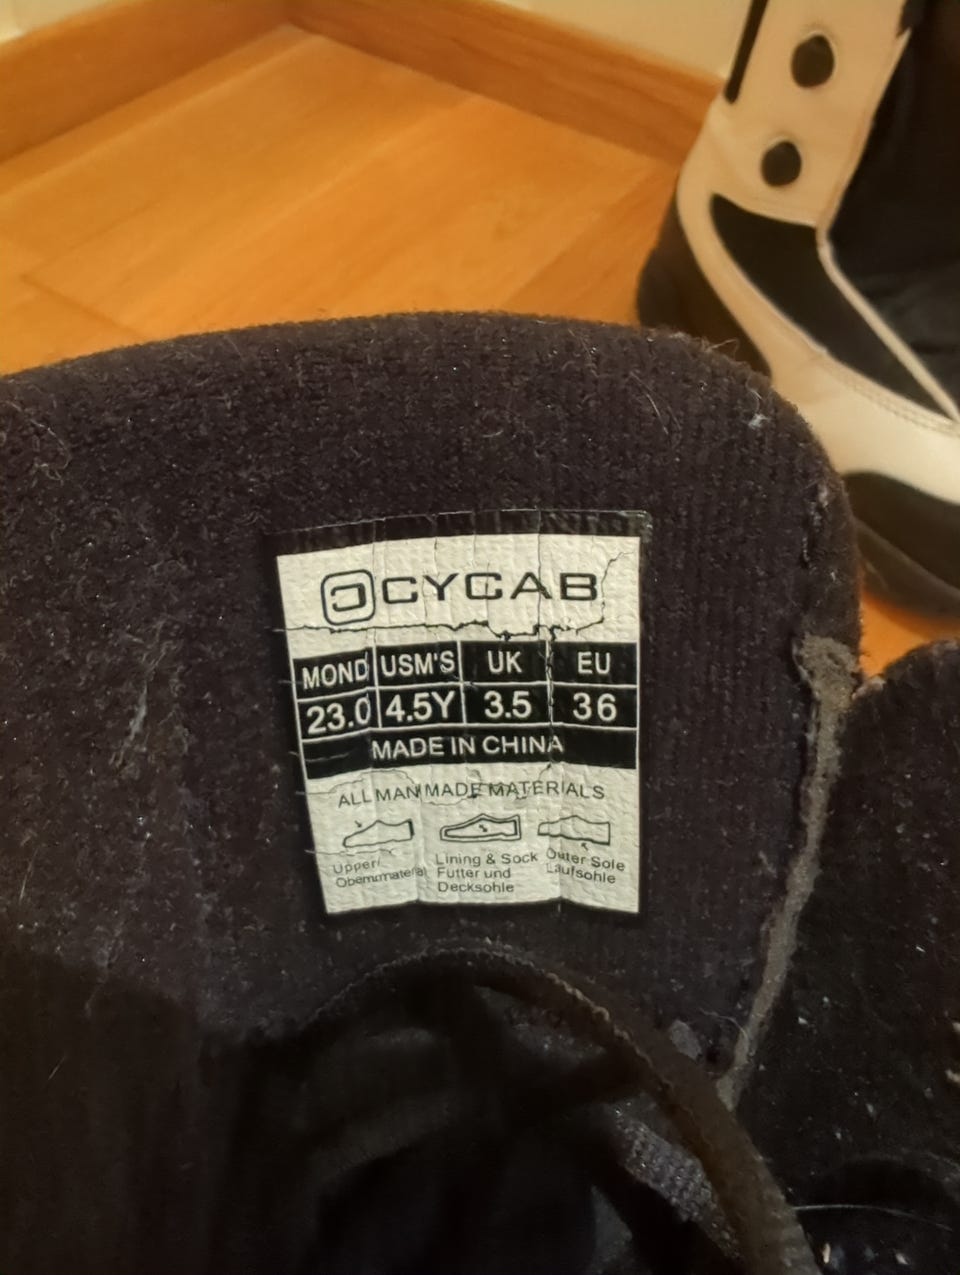 CYCAB
MOND USM'S UK EU
23.0 4.5Y 3.5 36
MADE IN CHINA
ALL MAN MADE MATERIALS
Upper/ Lining & Sock Outer Sole
Obermmaterial Futter und Laufsohle
Decksohle